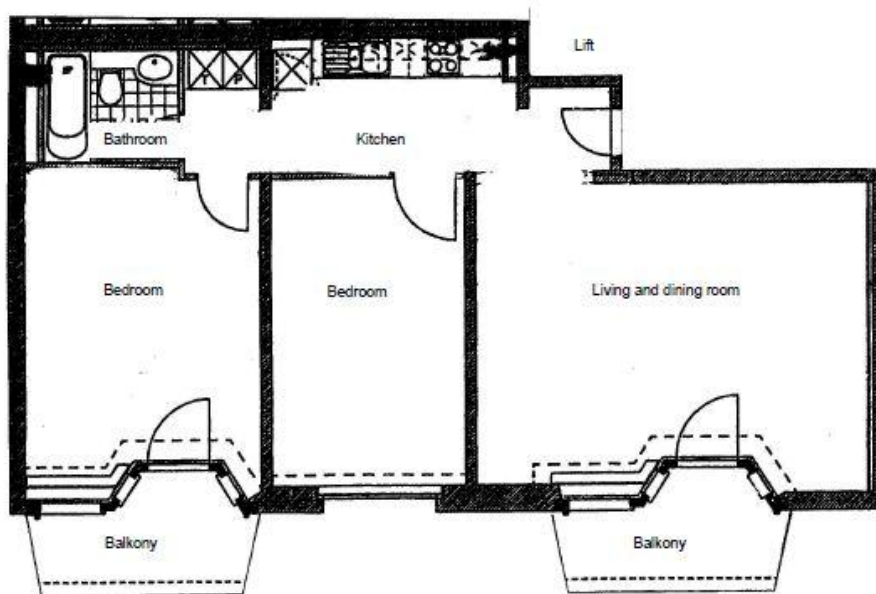 Lift
Bathroom
Kitchen
Bedroom
Bedroom
Living and dining room
Balkony
Balkony